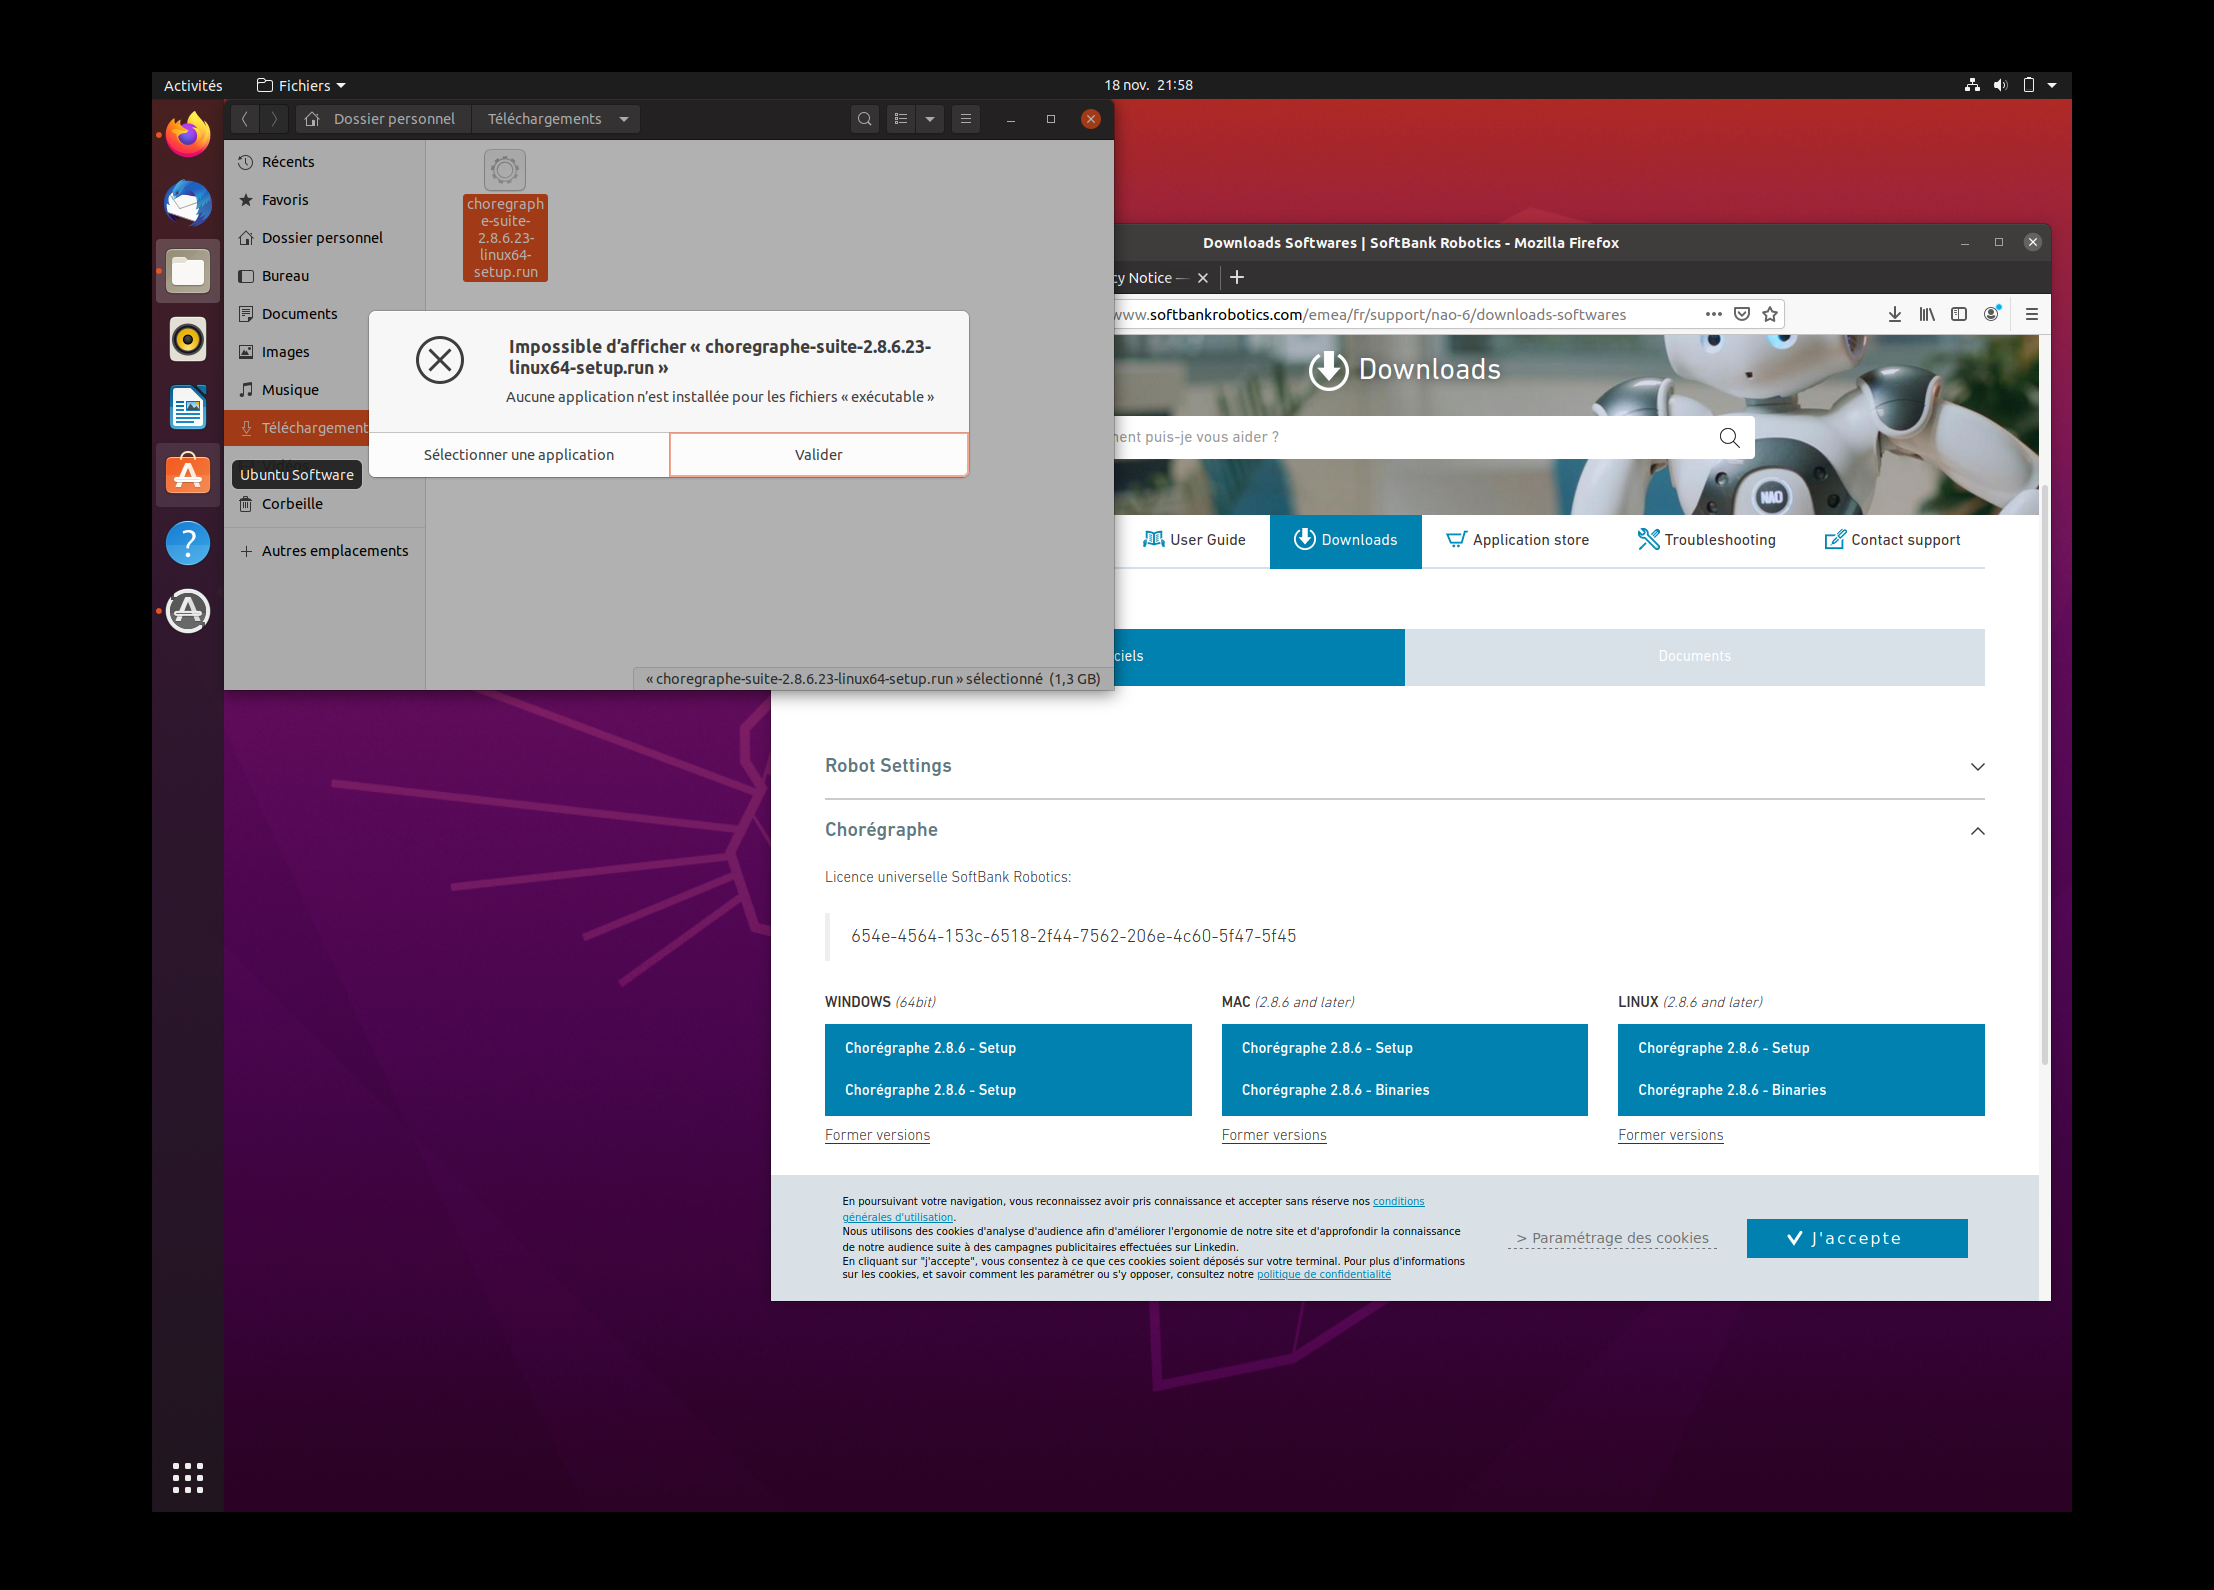 Activités
Fichiers
18 nov.  21:58
Dossier personnel
Téléchargements
Récents
Favoris
Dossier personnel
Bureau
Documents
Images
Musique
Téléchargement
Ubuntu Software
Corbeille
Autres emplacements
choregraph
e-suite-
2.8.6.23-
linux64-
setup.run
Impossible d’afficher « choregraphe-suite-2.8.6.23-
linux64-setup.run »
Aucune application n’est installée pour les fichiers « exécutable »
Sélectionner une application
Valider
« choregraphe-suite-2.8.6.23-linux64-setup.run » sélectionné  (1,3 GB)
Downloads Softwares | SoftBank Robotics - Mozilla Firefox
cy Notice —
www.softbankrobotics.com/emea/fr/support/nao-6/downloads-softwares
Downloads
ent puis-je vous aider ?
NAO
User Guide
Downloads
Application store
Troubleshooting
Contact support
ciels
Documents
Robot Settings
Chorégraphe
Licence universelle SoftBank Robotics:
654e-4564-153c-6518-2f44-7562-206e-4c60-5f47-5f45
WINDOWS (64bit)
Chorégraphe 2.8.6 - Setup
Chorégraphe 2.8.6 - Setup
Former versions
MAC (2.8.6 and later)
Chorégraphe 2.8.6 - Setup
Chorégraphe 2.8.6 - Binaries
Former versions
LINUX (2.8.6 and later)
Chorégraphe 2.8.6 - Setup
Chorégraphe 2.8.6 - Binaries
Former versions
En poursuivant votre navigation, vous reconnaissez avoir pris connaissance et accepter sans réserve nos conditions
générales d'utilisation.
Nous utilisons des cookies d'analyse d'audience afin d'améliorer l'ergonomie de notre site et d'approfondir la connaissance
de notre audience suite à des campagnes publicitaires effectuées sur Linkedin.
En cliquant sur "j'accepte", vous consentez à ce que ces cookies soient déposés sur votre terminal. Pour plus d'informations
sur les cookies, et savoir comment les paramétrer ou s'y opposer, consultez notre politique de confidentialité
> Paramétrage des cookies
J'accepte